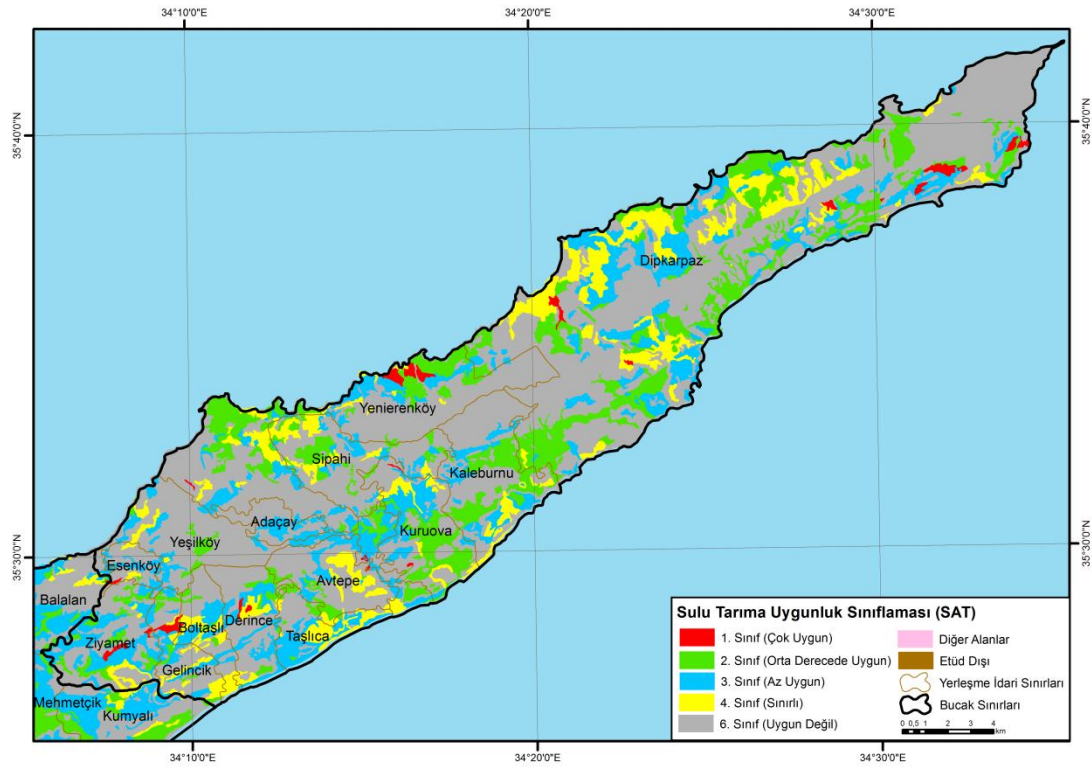 34°10'0"E
34°20'0"E
34°30'0"E
35°40'0"N
35°40'0"N
Dipkarpaz
Yenierenköy
Sipahi
Kaleburnu
Adaçay
Kuruova
Yeşilköy
35°30'0"N
35°30'0"N
Esenköy
Avtepe
Balalan
Derince
Boltaşlı
Taşlıca
Ziyamet
Gelincik
Mehmetçik
Kumyalı
Sulu Tarıma Uygunluk Sınıflaması (SAT)
1. Sınıf (Çok Uygun)
2. Sınıf (Orta Derecede Uygun)
3. Sınıf (Az Uygun)
4. Sınıf (Sınırlı)
6. Sınıf (Uygun Değil)
Diğer Alanlar
Etüd Dışı
Yerleşme İdari Sınırları
Bucak Sınırları
0 0,5 1 2 3 4
km
34°10'0"E
34°20'0"E
34°30'0"E